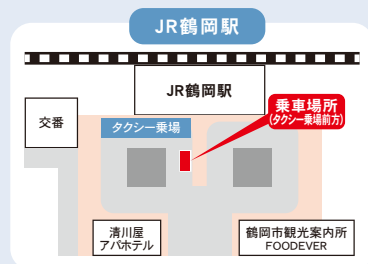 JR鶴岡駅
JR鶴岡駅
乗車場所
(タクシー乗場前方)
交番
タクシー乗場
清川屋
アパホテル
鶴岡市観光案内所
FOODEVER